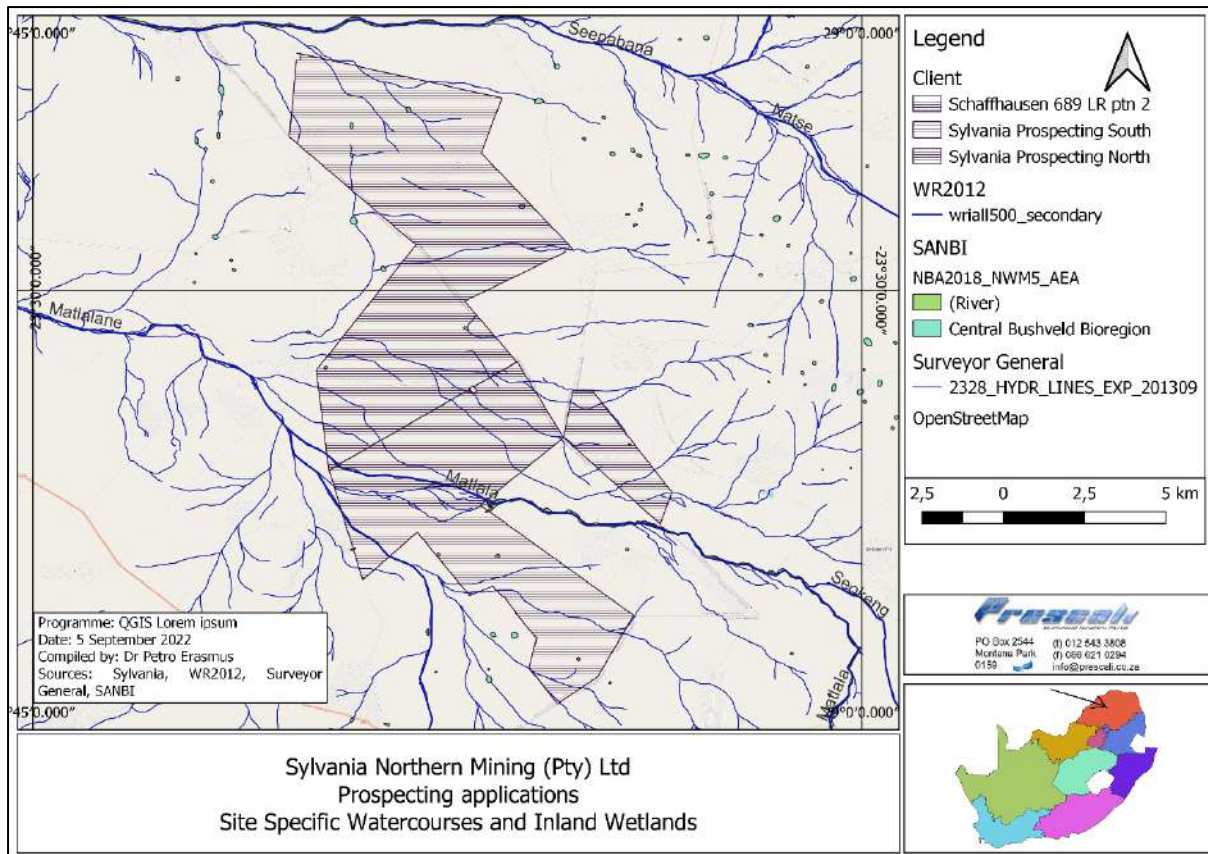 °45'0.000"
29°0'0.000"
Seepabana
Natse
23°30'0.000"
-23°30'0.000"
Matlalane
Matlala
Seokeng
Matlala
°45'0.000"
29°0'0.000"
Programme: QGIS Lorem ipsum
Date: 5 September 2022
Compiled by: Dr Petro Erasmus
Sources: Sylvania, WR2012, Surveyor
General, SANBI
Sylvania Northern Mining (Pty) Ltd
Prospecting applications
Site Specific Watercourses and Inland Wetlands
Legend
Client
Schaffhausen 689 LR ptn 2
Sylvania Prospecting South
Sylvania Prospecting North
WR2012
wriall500_secondary
SANBI
NBA2018_NWM5_AEA
(River)
Central Bushveld Bioregion
Surveyor General
2328_HYDR_LINES_EXP_201309
OpenStreetMap
2,5 0 2,5 5 km
Prescali
PO Box 2544 (t) 012 543 3808
Montana Park (f) 086 621 0294
0159 info@prescali.co.za